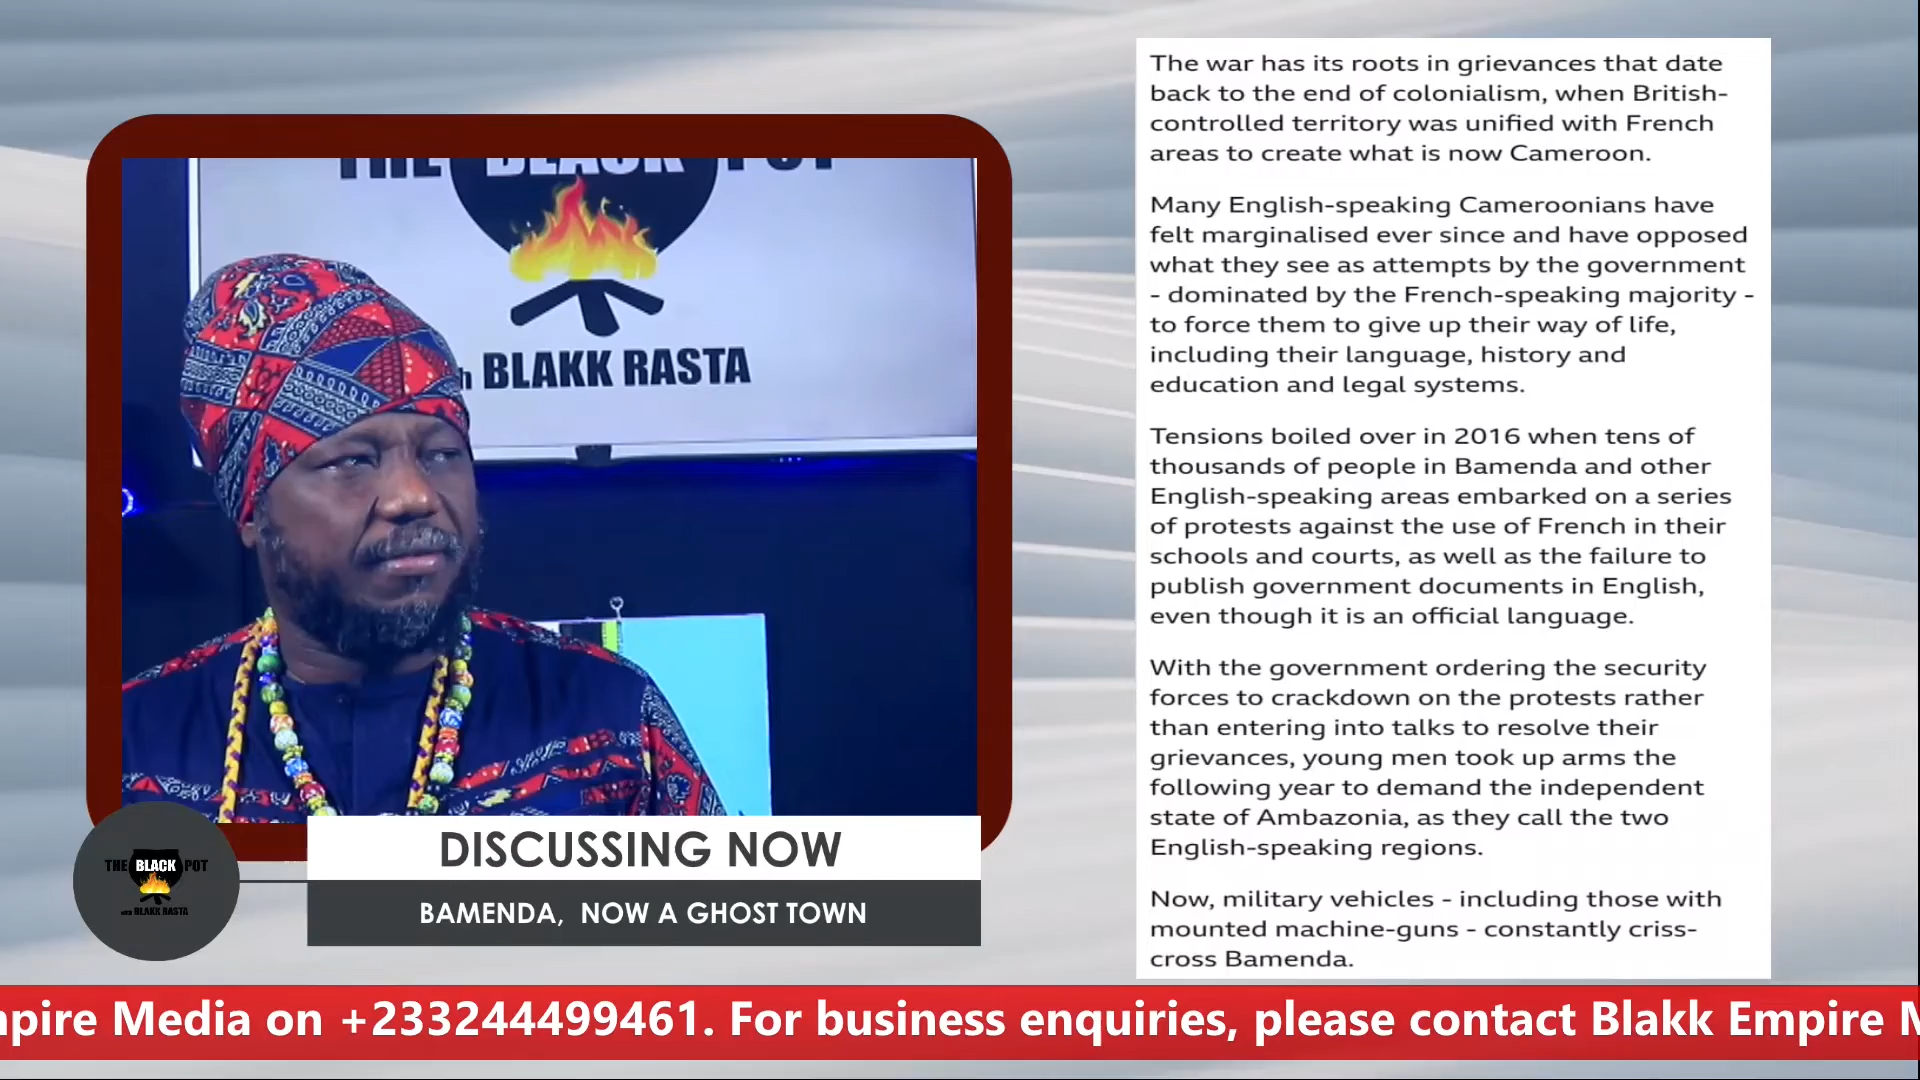 THE BLACK POT
h BLAKK RASTA
The war has its roots in grievances that date
back to the end of colonialism, when British-
controlled territory was unified with French
areas to create what is now Cameroon.
Many English-speaking Cameroonians have
felt marginalised ever since and have opposed
what they see as attempts by the government
- dominated by the French-speaking majority -
to force them to give up their way of life,
including their language, history and
education and legal systems.
Tensions boiled over in 2016 when tens of
thousands of people in Bamenda and other
English-speaking areas embarked on a series
of protests against the use of French in their
schools and courts, as well as the failure to
publish government documents in English,
even though it is an official language.
With the government ordering the security
forces to crackdown on the protests rather
than entering into talks to resolve their
grievances, young men took up arms the
following year to demand the independent
state of Ambazonia, as they call the two
English-speaking regions.
Now, military vehicles - including those with
mounted machine-guns - constantly criss-
cross Bamenda.
THE BLACK POT
with BLAKK RASTA
DISCUSSING NOW
BAMENDA, NOW A GHOST TOWN
mpire Media on +233244499461. For business enquiries, please contact Blakk Empire M